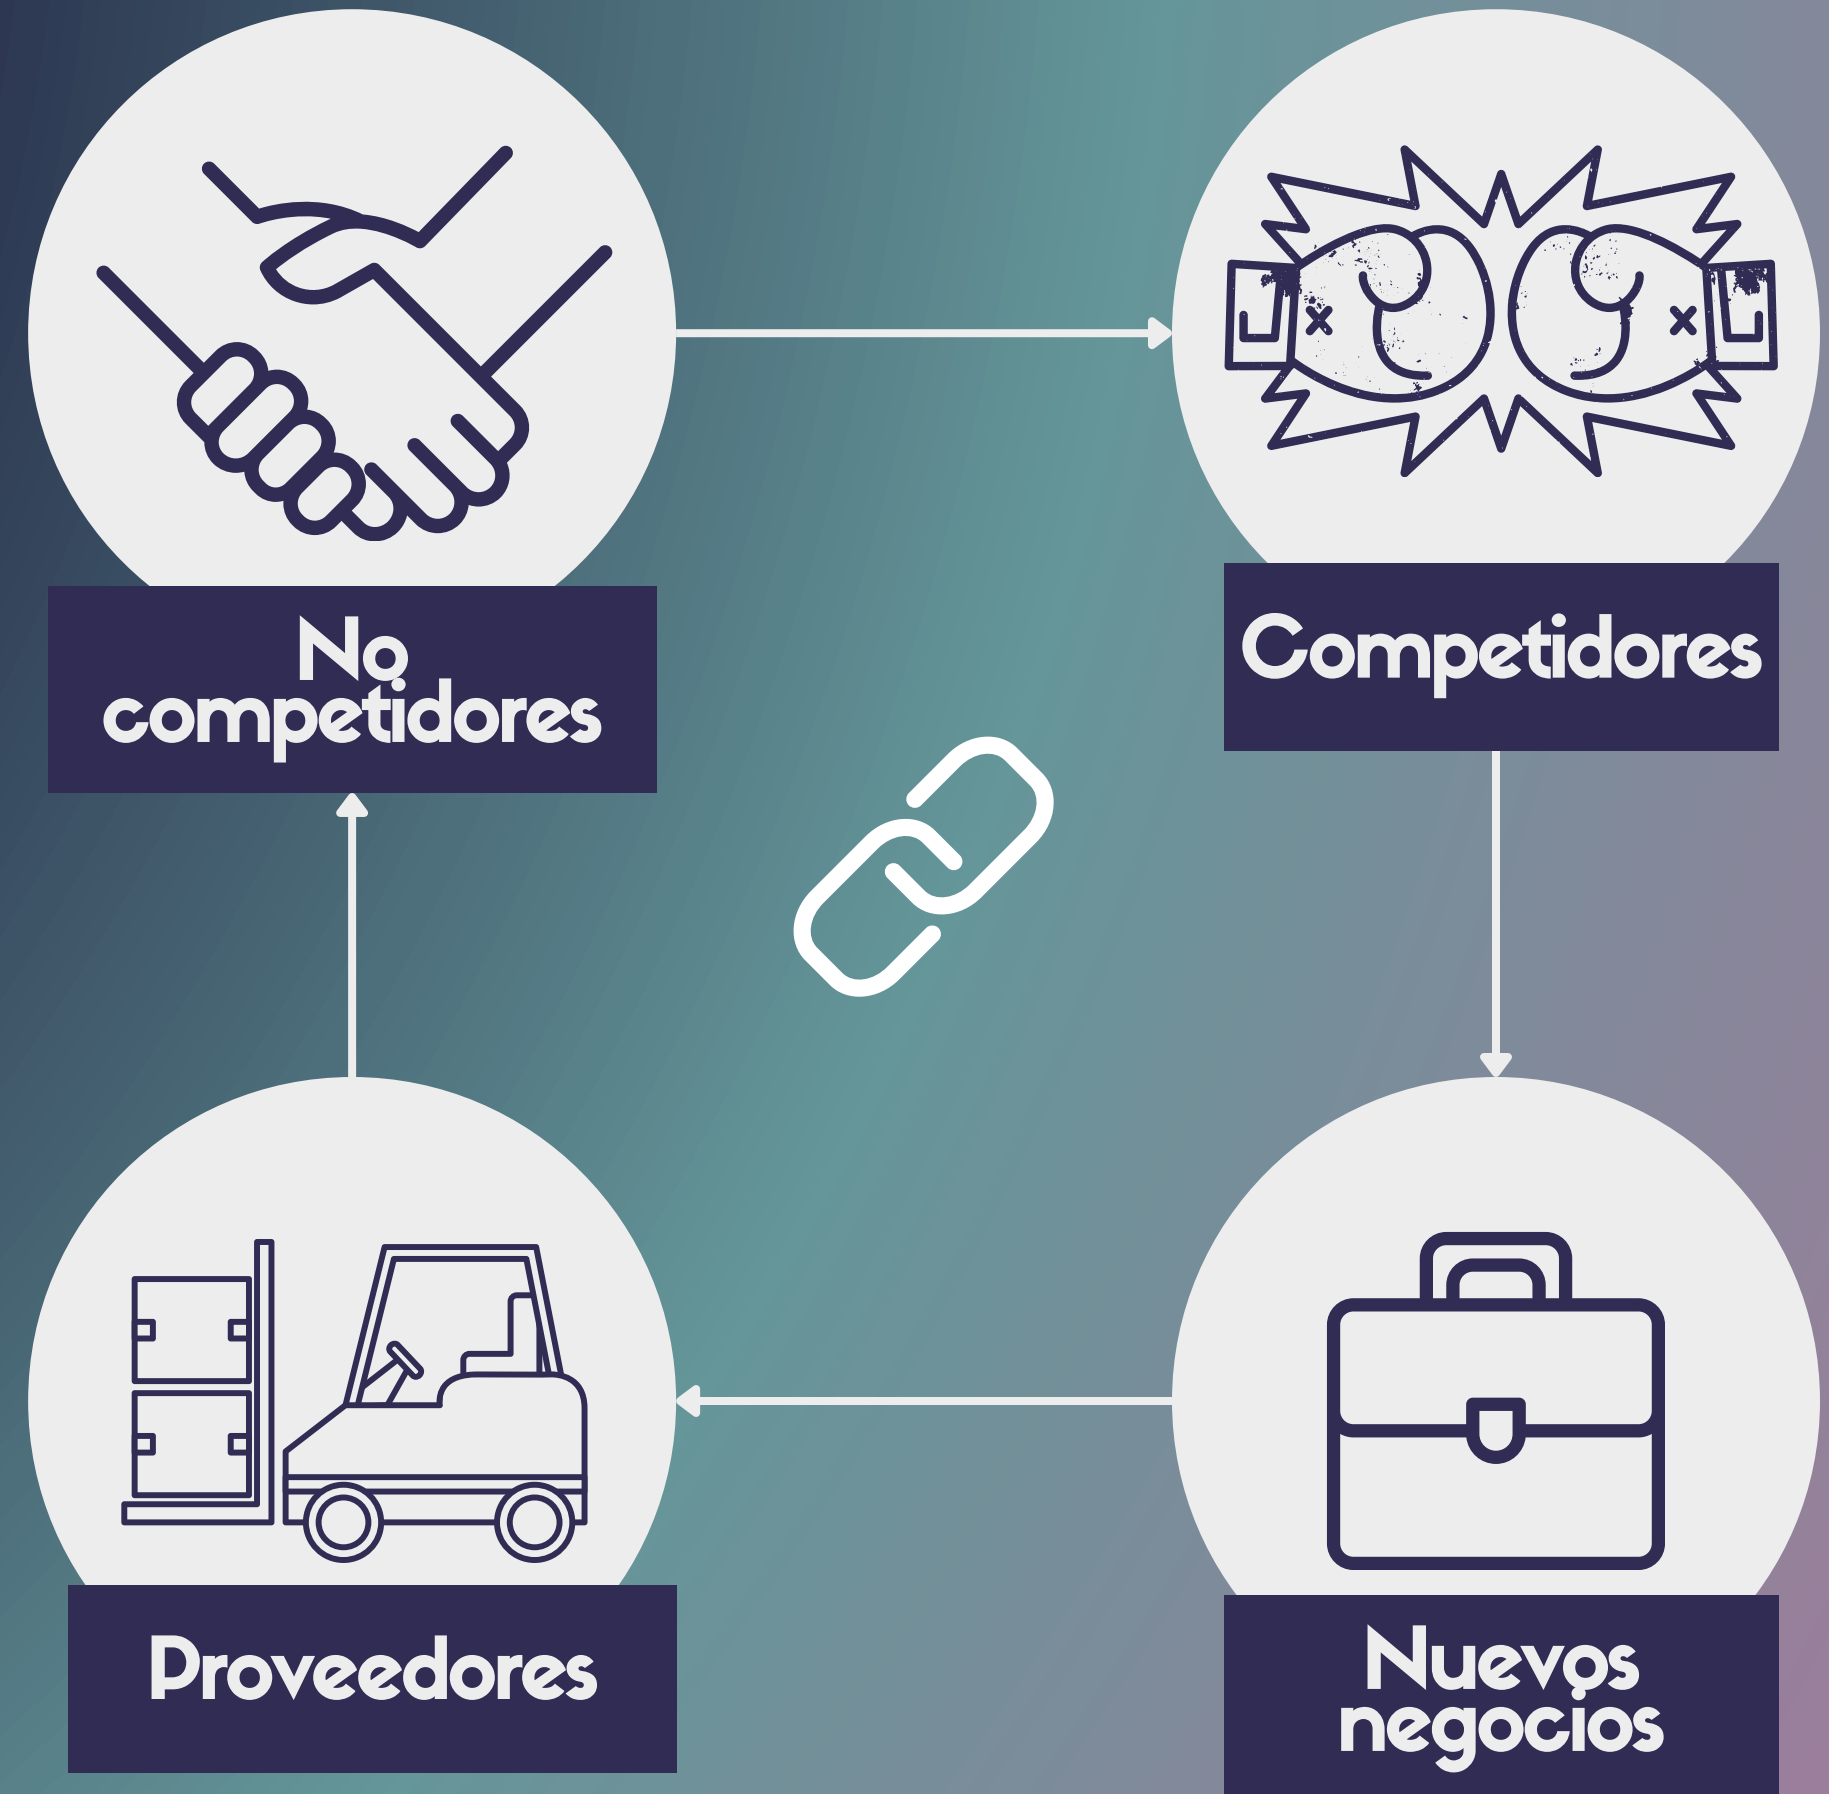 No
competidores
Competidores
Proveedores
Nuevos
negocios